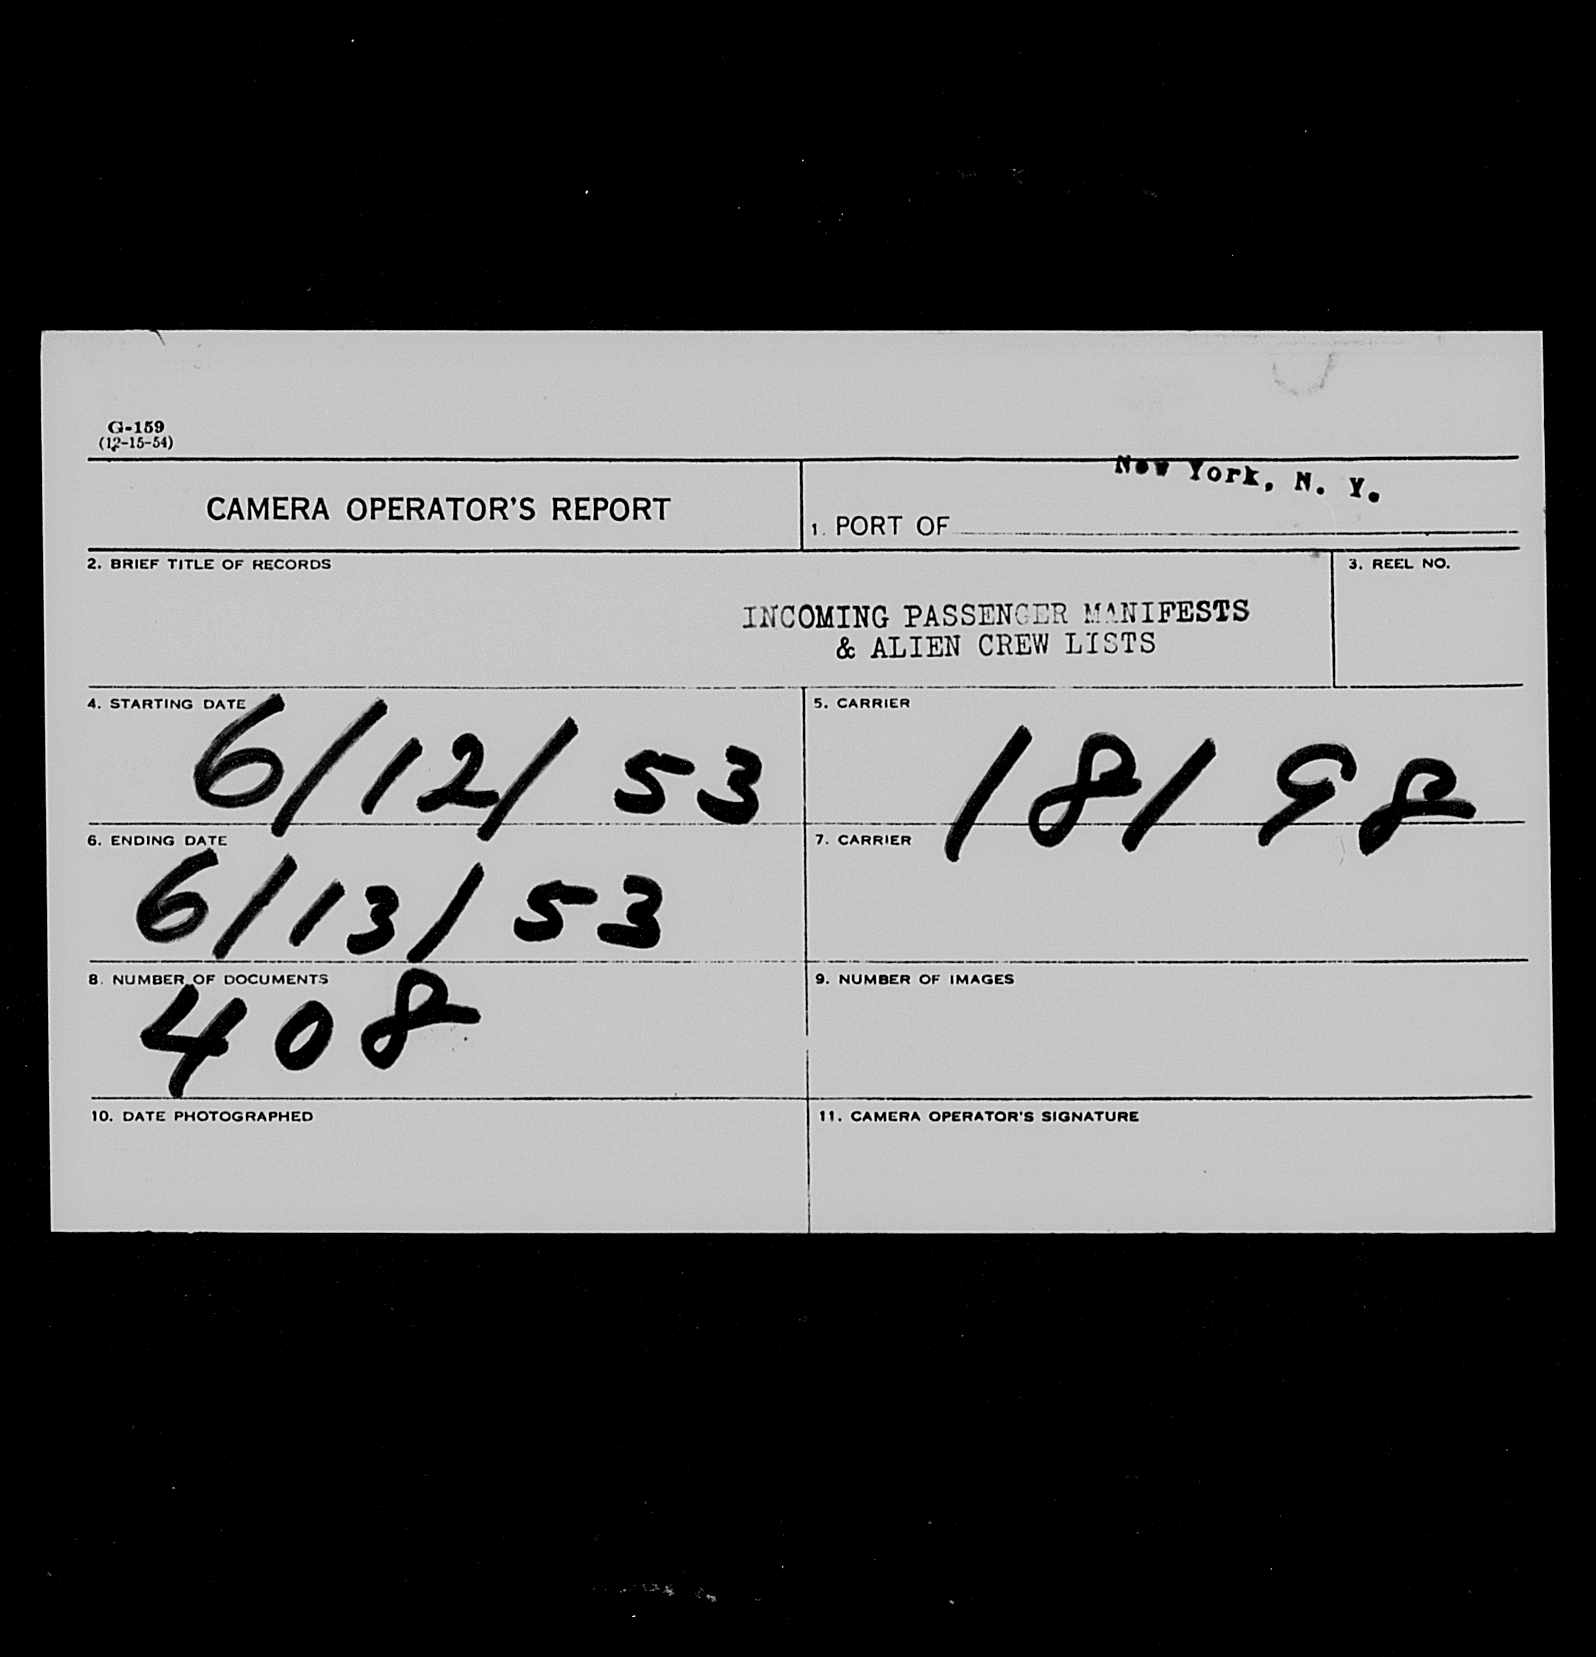 G-159
(12-15-54)
CAMERA OPERATOR'S REPORT
1. PORT OF New York, N. Y.
2. BRIEF TITLE OF RECORDS
INCOMING PASSENGER MANIFESTS
& ALIEN CREW LISTS
3. REEL NO.
4. STARTING DATE
6/12/53
5. CARRIER
18198
6. ENDING DATE
6/13/53
7. CARRIER
8. NUMBER OF DOCUMENTS
408
9. NUMBER OF IMAGES
10. DATE PHOTOGRAPHED
11. CAMERA OPERATOR'S SIGNATURE